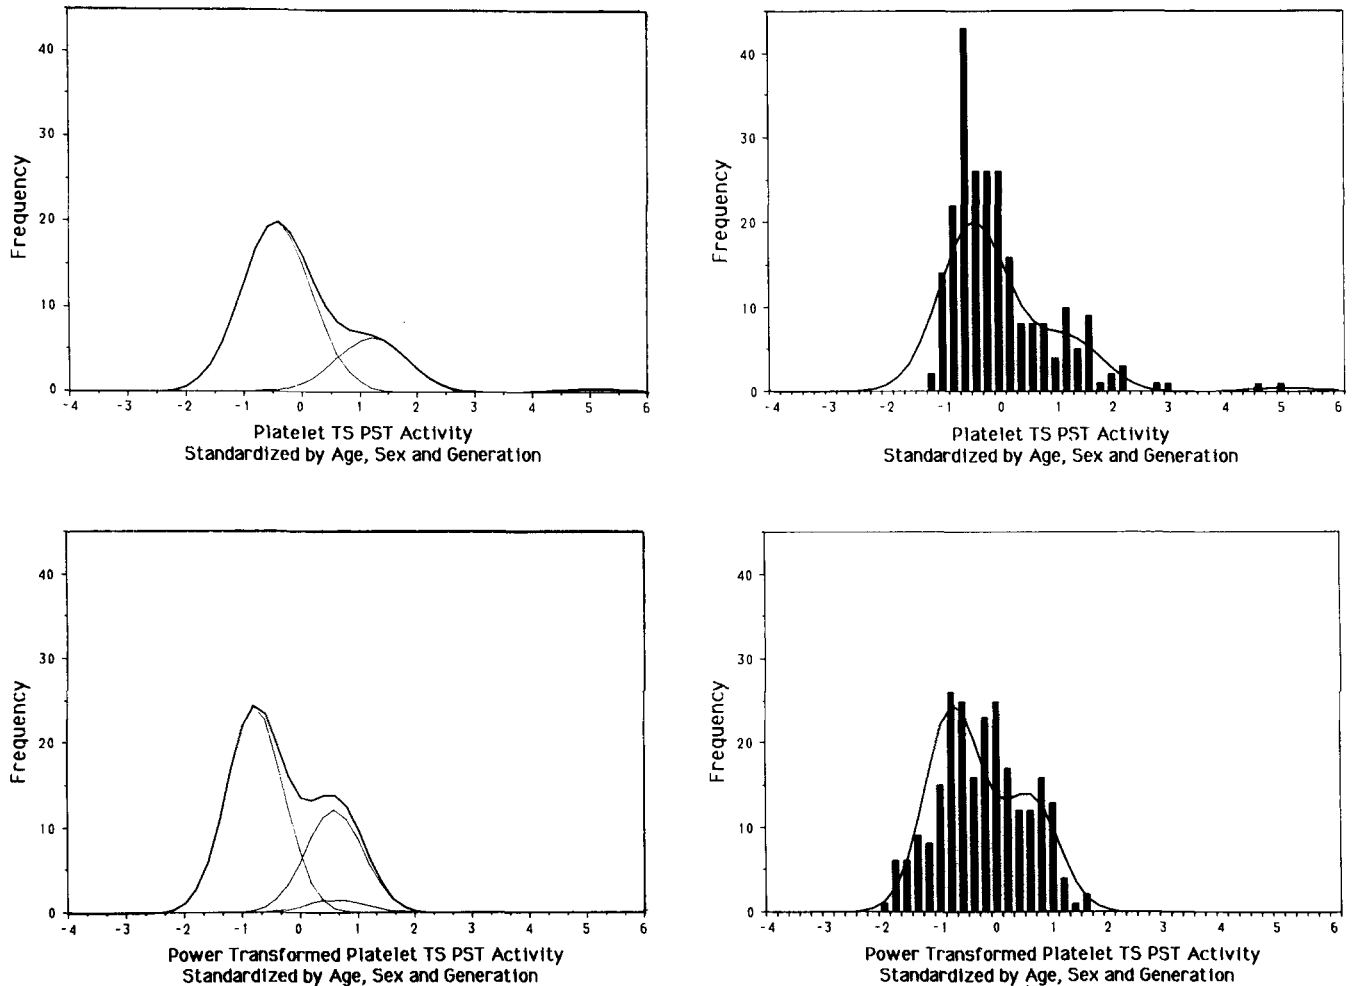 40
30
20
10
0
Frequency
-4 -3 -2 -1 0 1 2 3 4 5 6
Platelet TS PST Activity
Standardized by Age, Sex and Generation
40
30
20
10
0
Frequency
-4 -3 -2 -1 0 1 2 3 4 5 6
Platelet TS PST Activity
Standardized by Age, Sex and Generation
40
30
20
10
0
Frequency
-4 -3 -2 -1 0 1 2 3 4 5 6
Power Transformed Platelet TS PST Activity
Standardized by Age, Sex and Generation
40
30
20
10
0
Frequency
-4 -3 -2 -1 0 1 2 3 4 5 6
Power Transformed Platelet TS PST Activity
Standardized by Age, Sex and Generation